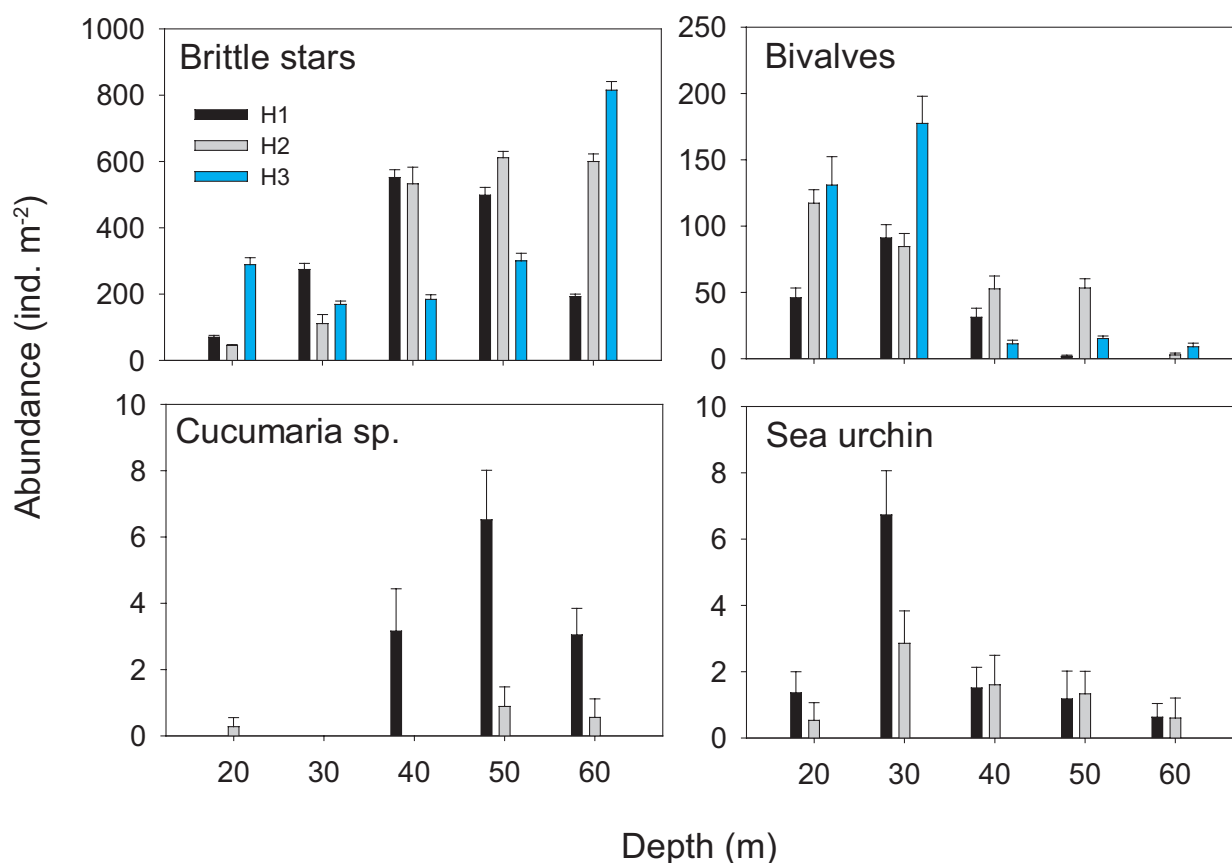 Brittle stars
H1
H2
H3
1000
800
600
400
200
0
Bivalves
250
200
150
100
50
0
Cucumaria sp.
10
8
6
4
2
0
20 30 40 50 60
Sea urchin
10
8
6
4
2
0
20 30 40 50 60
Abundance (ind. m⁻²)
Depth (m)